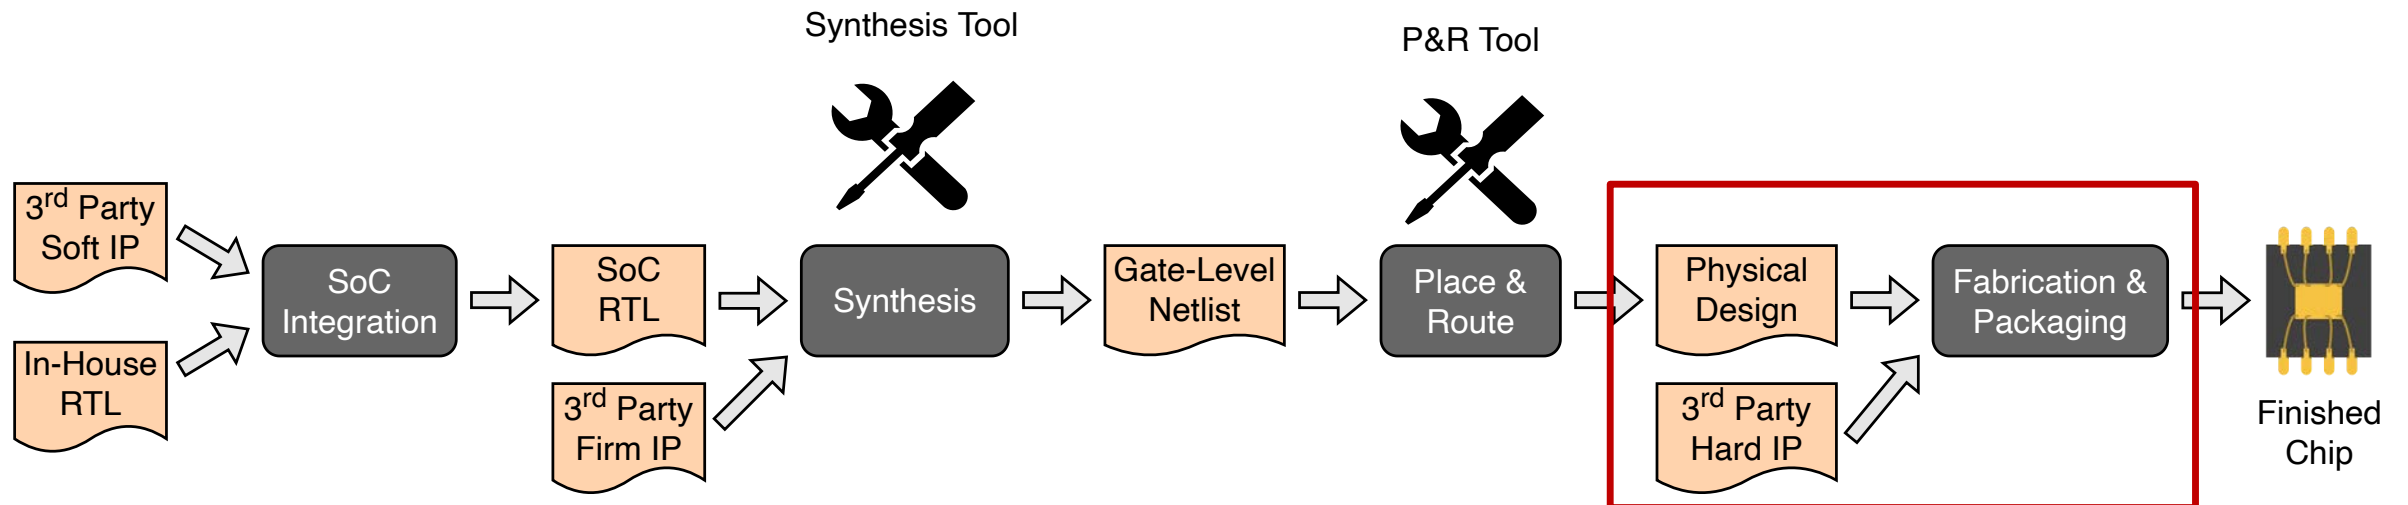 Synthesis Tool
P&R Tool
3rd Party
Soft IP
In-House
RTL
SoC
Integration
SoC
RTL
3rd Party
Firm IP
Synthesis
Gate-Level
Netlist
Place &
Route
Physical
Design
3rd Party
Hard IP
Fabrication &
Packaging
Finished
Chip